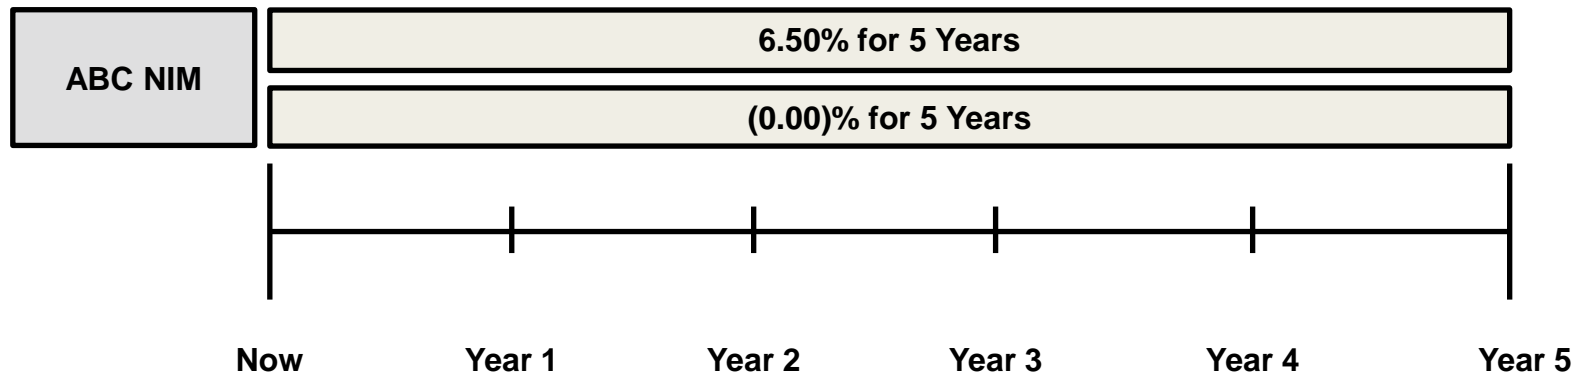 6.50% for 5 Years
ABC NIM
(0.00)% for 5 Years
Now Year 1 Year 2 Year 3 Year 4 Year 5